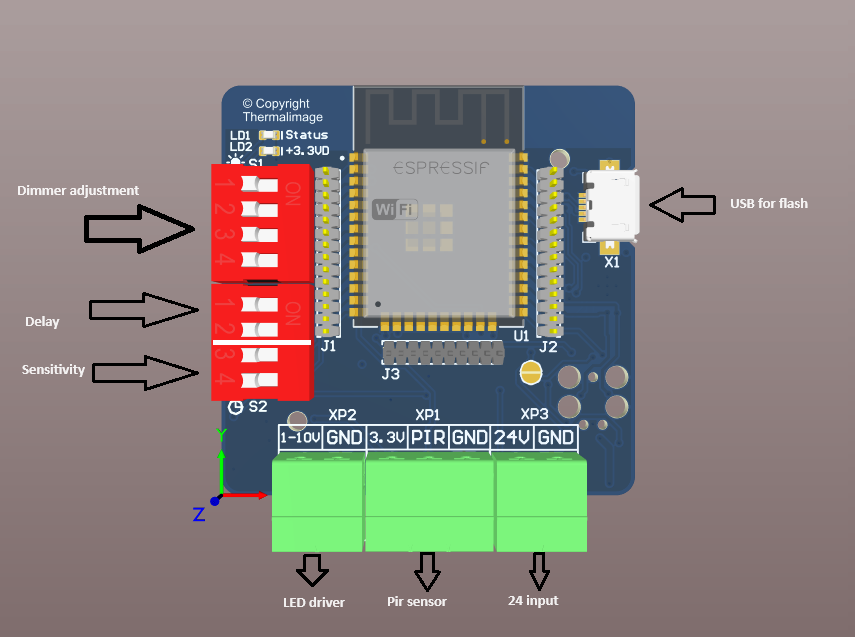 © Copyright
Thermalimage
LD1 Status
LD2 +3.3VD
S1
Dimmer adjustment
1
2
3
4
ON
ESPRESSIF
WiFi
USB for flash
X1
Delay
Sensitivity
1
2
3
4
ON
J1
U1
J2
J3
S2
Y
Z
XP2 XP1 XP3
1-10V GND 3.3V PIR GND 24V GND
LED driver
Pir sensor
24 input